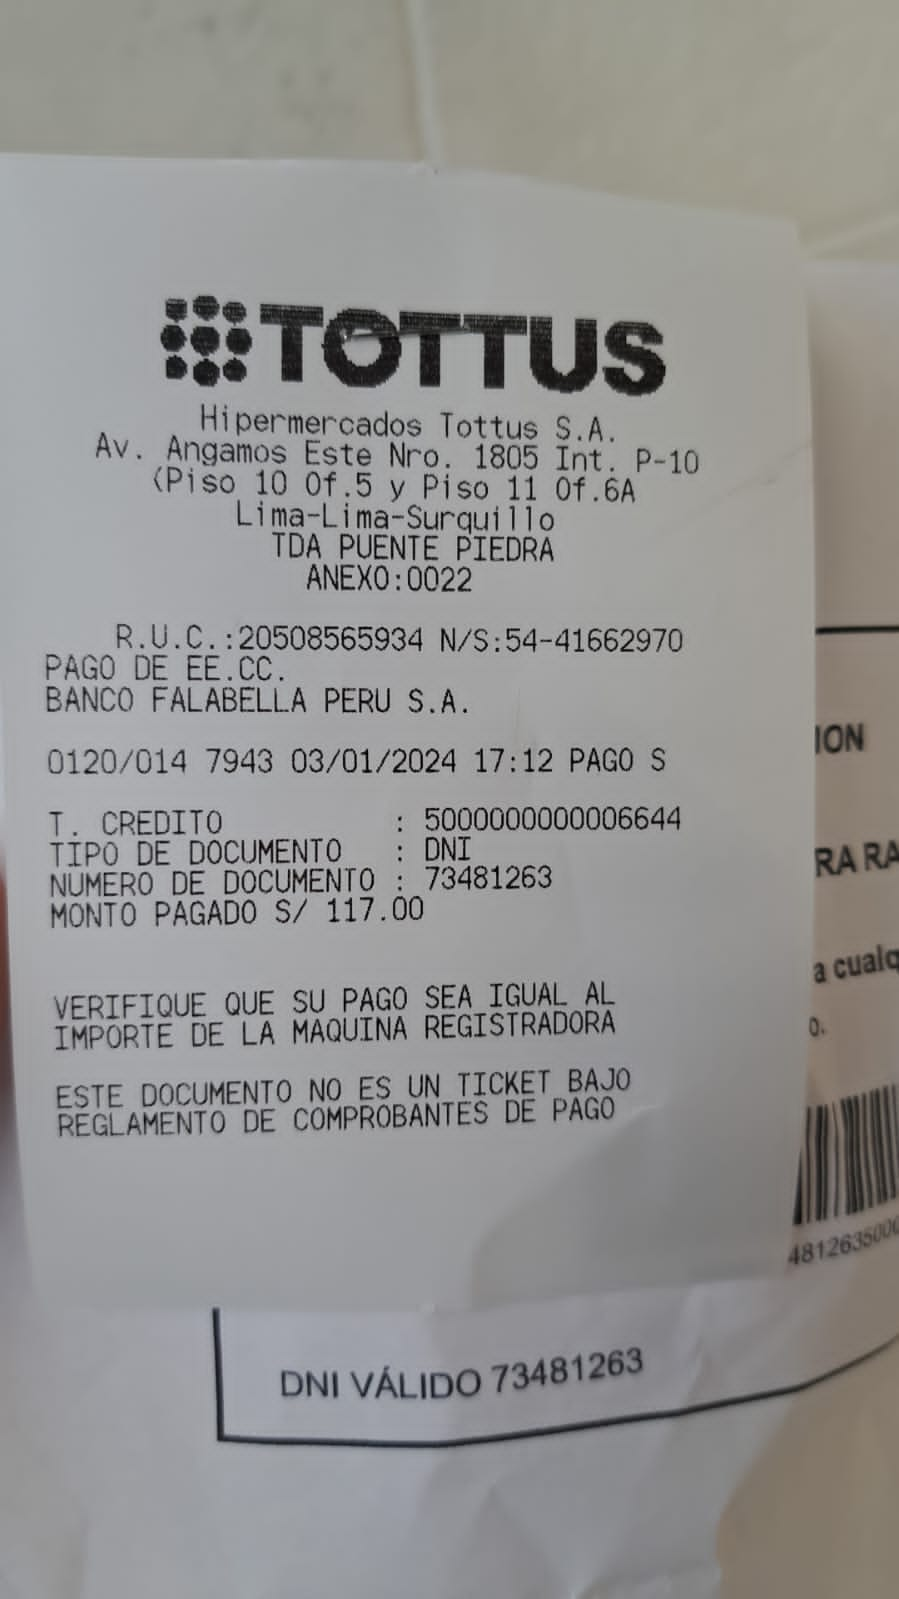 TOTTUS
Hipermercados Tottus S.A.
Av. Angamos Este Nro. 1805 Int. P-10
(Piso 10 Of.5 y Piso 11 Of.6A
Lima-Lima-Surquillo
TDA PUENTE PIEDRA
ANEXO:0022
R.U.C.:20508565934 N/S:54-41662970
PAGO DE EE.CC.
BANCO FALABELLA PERU S.A.
0120/014 7943 03/01/2024 17:12 PAGO S
T. CREDITO : 5000000000006644
TIPO DE DOCUMENTO : DNI
NUMERO DE DOCUMENTO : 73481263
MONTO PAGADO S/ 117.00
VERIFIQUE QUE SU PAGO SEA IGUAL AL
IMPORTE DE LA MAQUINA REGISTRADORA
ESTE DOCUMENTO NO ES UN TICKET BAJO
REGLAMENTO DE COMPROBANTES DE PAGO
ION
RA RA
a cualq
o.
481263500
DNI VÁLIDO 73481263